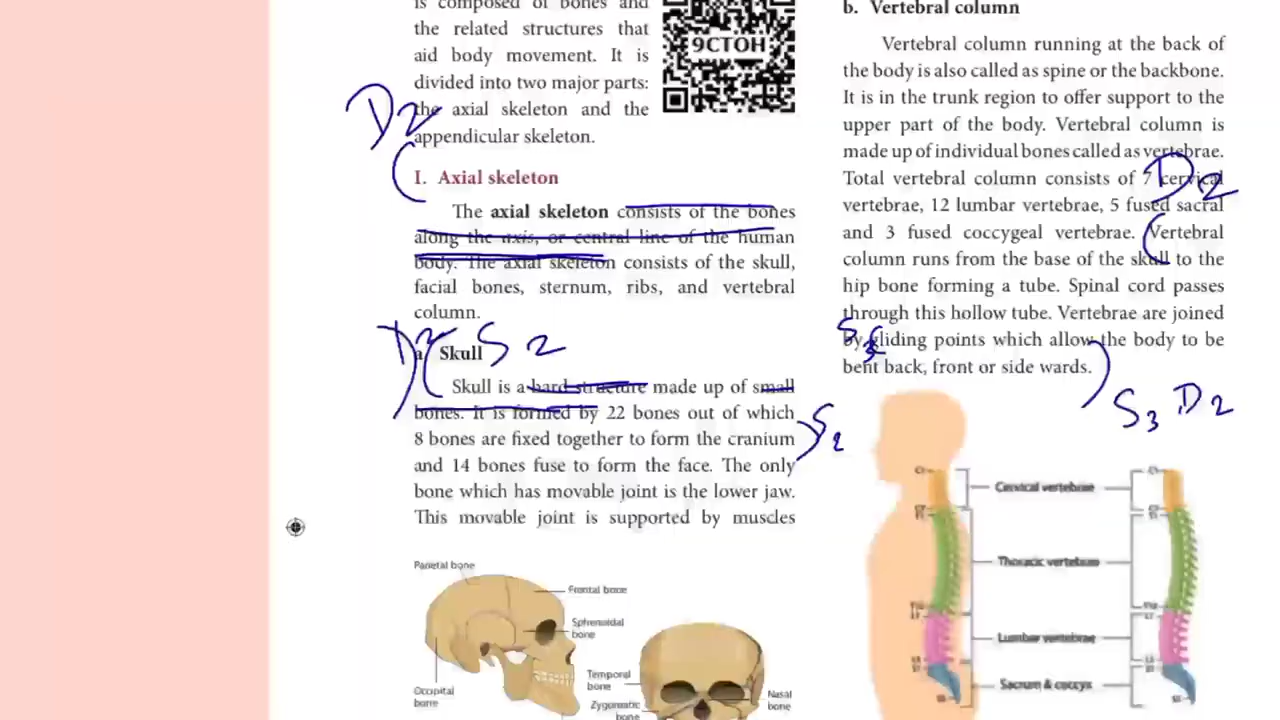 is composed of bones and
the related structures that
aid body movement. It is
divided into two major parts:
the axial skeleton and the
appendicular skeleton.
9CTOH
D2
I. Axial skeleton
The axial skeleton consists of the bones
along the axis, or central line of the human
body. The axial skeleton consists of the skull,
facial bones, sternum, ribs, and vertebral
column.
D2
a. Skull S 2
Skull is a hard structure made up of small
bones. It is formed by 22 bones out of which
8 bones are fixed together to form the cranium
and 14 bones fuse to form the face. The only
bone which has movable joint is the lower jaw.
This movable joint is supported by muscles
S2
Parietal bone
Frontal bone
Sphenoidal
bone
Occipital
bone
Temporal
bone
Zygomatic
bone
Nasal
bone
b. Vertebral column
Vertebral column running at the back of
the body is also called as spine or the backbone.
It is in the trunk region to offer support to the
upper part of the body. Vertebral column is
made up of individual bones called as vertebrae.
Total vertebral column consists of 7 cervical
vertebrae, 12 lumbar vertebrae, 5 fused sacral
and 3 fused coccygeal vertebrae. Vertebral
column runs from the base of the skull to the
hip bone forming a tube. Spinal cord passes
through this hollow tube. Vertebrae are joined
by gliding points which allow the body to be
bent back, front or side wards.
D2
S3 D2
Cervical vertebrae
Thoracic vertebrae
Lumbar vertebrae
Sacrum & coccyx